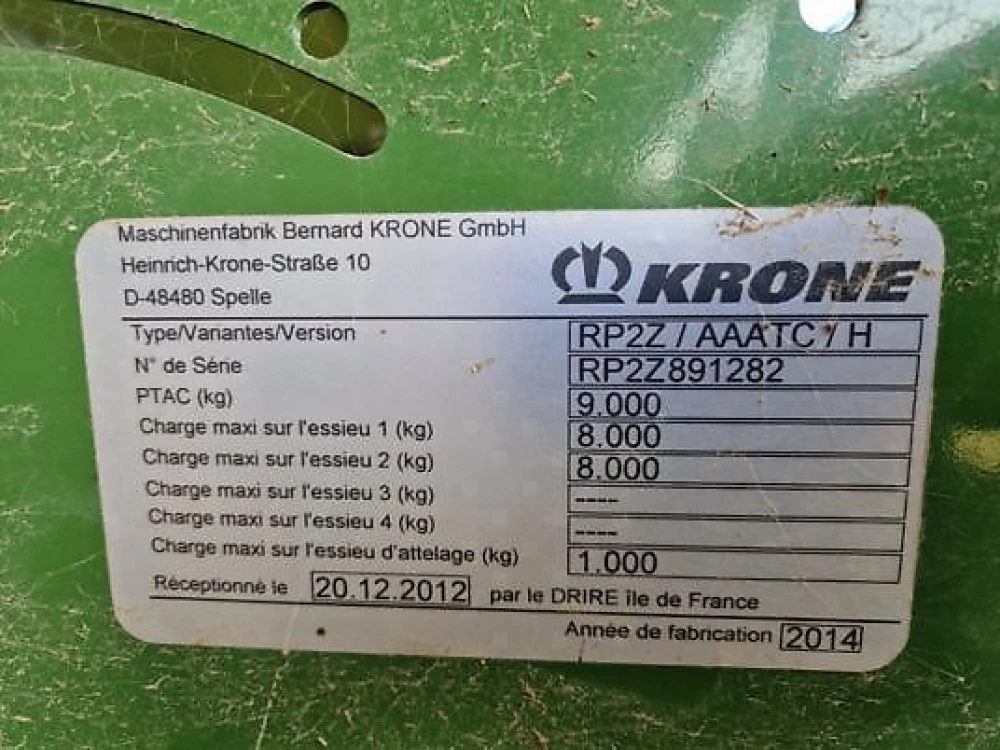 Maschinenfabrik Bernard KRONE GmbH
Heinrich-Krone-Straße 10
D-48480 Spelle
KRONE
Type/Variantes/Version RP2Z / AAATC / H
N° de Série RP2Z891282
PTAC (kg) 9.000
Charge maxi sur l'essieu 1 (kg) 8.000
Charge maxi sur l'essieu 2 (kg) 8.000
Charge maxi sur l'essieu 3 (kg) ----
Charge maxi sur l'essieu 4 (kg) ----
Charge maxi sur l'essieu d'attelage (kg) 1.000
Réceptionné le 20.12.2012 par le DRIRE île de France
Année de fabrication 2014